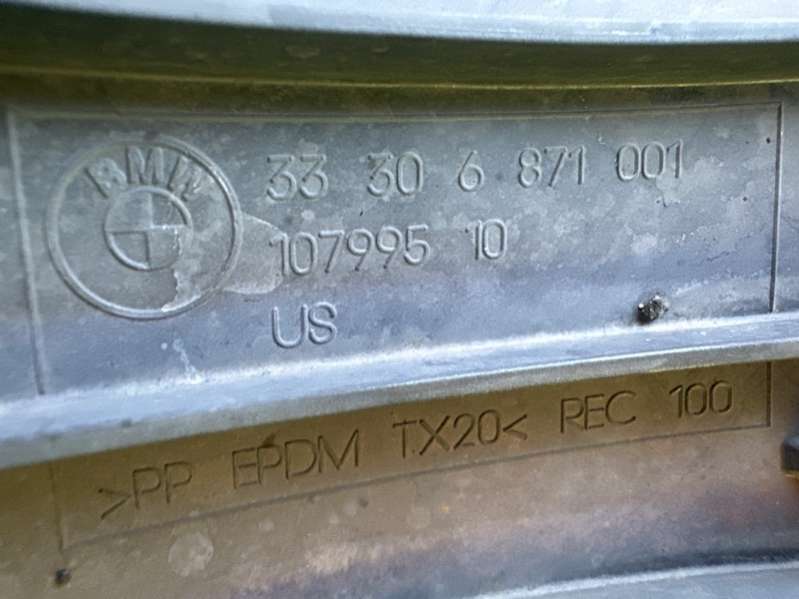 BMW
33 30 6 871 001
107995 10
US
>PP EPDM TX20< REC 100